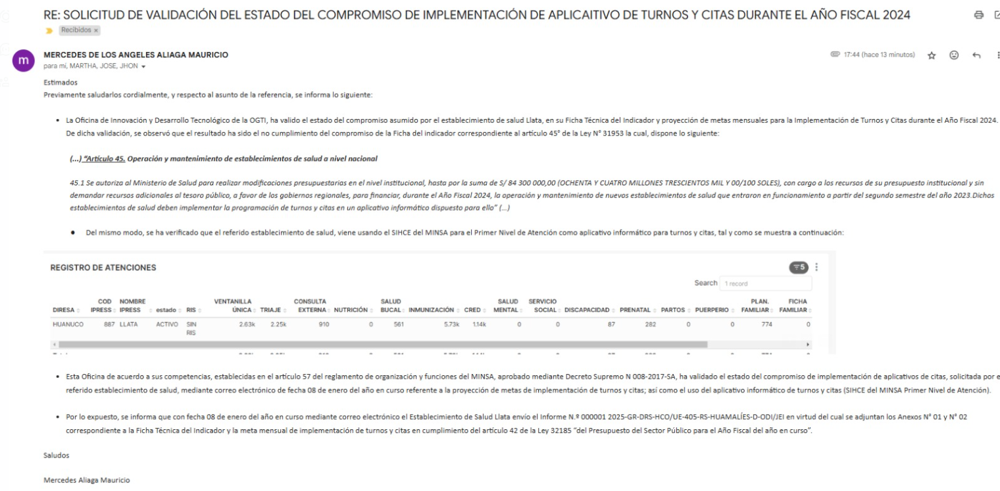 RE: SOLICITUD DE VALIDACIÓN DEL ESTADO DEL COMPROMISO DE IMPLEMENTACIÓN DE APLICAITIVO DE TURNOS Y CITAS DURANTE EL AÑO FISCAL 2024
Recibidos ×
m
MERCEDES DE LOS ANGELES ALIAGA MAURICIO
17:44 (hace 13 minutos)
para mí, MARTHA, JOSE, JHON
Estimados
Previamente saludarlos cordialmente, y respecto al asunto de la referencia, se informa lo siguiente:
• La Oficina de Innovación y Desarrollo Tecnológico de la OGTI, ha valido el estado del compromiso asumido por el establecimiento de salud Llata, en su Ficha Técnica del Indicador y proyección de metas mensuales para la Implementación de Turnos y Citas durante el Año Fiscal 2024.
De dicha validación, se observó que el resultado ha sido el no cumplimiento del compromiso de la Ficha del indicador correspondiente al artículo 45° de la Ley N° 31953 la cual, dispone lo siguiente:
(...) "Artículo 45. Operación y mantenimiento de establecimientos de salud a nivel nacional
45.1 Se autoriza al Ministerio de Salud para realizar modificaciones presupuestarias en el nivel institucional, hasta por la suma de S/ 84 300 000,00 (OCHENTA Y CUATRO MILLONES TRESCIENTOS MIL Y 00/100 SOLES), con cargo a los recursos de su presupuesto institucional y sin
demandar recursos adicionales al tesoro público, a favor de los gobiernos regionales, para financiar, durante el Año Fiscal 2024, la operación y mantenimiento de nuevos establecimientos de salud que entraron en funcionamiento a partir del segundo semestre del año 2023.Dichos
establecimientos de salud deben implementar la programación de turnos y citas en un aplicativo informático dispuesto para ello" (...)
• Del mismo modo, se ha verificado que el referido establecimiento de salud, viene usando el SIHCE del MINSA para el Primer Nivel de Atención como aplicativo informático para turnos y citas, tal y como se muestra a continuación:
REGISTRO DE ATENCIONES
5
Search 1 record
COD NOMBRE VENTANILLA CONSULTA SALUD SALUD SERVICIO PLAN. FICHA
DIRESA IPRESS IPRESS estado RIS ÚNICA TRIAJE EXTERNA NUTRICIÓN BUCAL INMUNIZACIÓN CRED MENTAL SOCIAL DISCAPACIDAD PRENATAL PARTOS PUERPERIO FAMILIAR FAMILIAR
HUANUCO 887 LLATA ACTIVO SIN 2.63k 2.25k 910 0 561 5.73k 1.14k 0 0 87 282 0 0 774 0
RIS
• Esta Oficina de acuerdo a sus competencias, establecidas en el artículo 57 del reglamento de organización y funciones del MINSA, aprobado mediante Decreto Supremo N 008-2017-SA, ha validado el estado del compromiso de implementación de aplicativos de citas, solicitada por e
referido establecimiento de salud, mediante correo electrónico de fecha 08 de enero del año en curso referente a la proyección de metas de implementación de turnos y citas; así como el uso del aplicativo informático de turnos y citas (SIHCE del MINSA Primer Nivel de Atención).
• Por lo expuesto, se informa que con fecha 08 de enero del año en curso mediante correo electrónico el Establecimiento de Salud Llata envío el Informe N.º 000001 2025-GR-DRS-HCO/UE-405-RS-HUAMALÍES-D-ODI/JEI en virtud del cual se adjuntan los Anexos N° 01 y N° 02
correspondiente a la Ficha Técnica del Indicador y la meta mensual de implementación de turnos y citas en cumplimiento del artículo 42 de la Ley 32185 "del Presupuesto del Sector Público para el Año Fiscal del año en curso".
Saludos
Mercedes Aliaga Mauricio